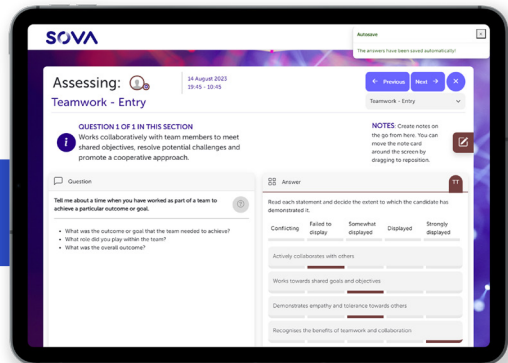 SOVA
Autosave
The answers have been saved automatically!
Assessing:
14 August 2023
19:45 - 10:45
Previous
Next
Teamwork - Entry
Teamwork - Entry
QUESTION 1 OF 1 IN THIS SECTION
Works collaboratively with team members to meet
shared objectives, resolve potential challenges and
promote a cooperative approach.
NOTES: Create notes on
the go from here. You can
move the note card
around the screen by
dragging to reposition.
Question
Tell me about a time when you have worked as part of a team to
achieve a particular outcome or goal.
• What was the outcome or goal that the team needed to achieve?
• What role did you play within the team?
• What was the overall outcome?
Answer
TT
Read each statement and decide the extent to which the candidate has
demonstrated it.
Conflicting
Failed to
display
Somewhat
displayed
Displayed
Strongly
displayed
Actively collaborates with others
Works towards shared goals and objectives
Demonstrates empathy and tolerance towards others
Recognises the benefits of teamwork and collaboration